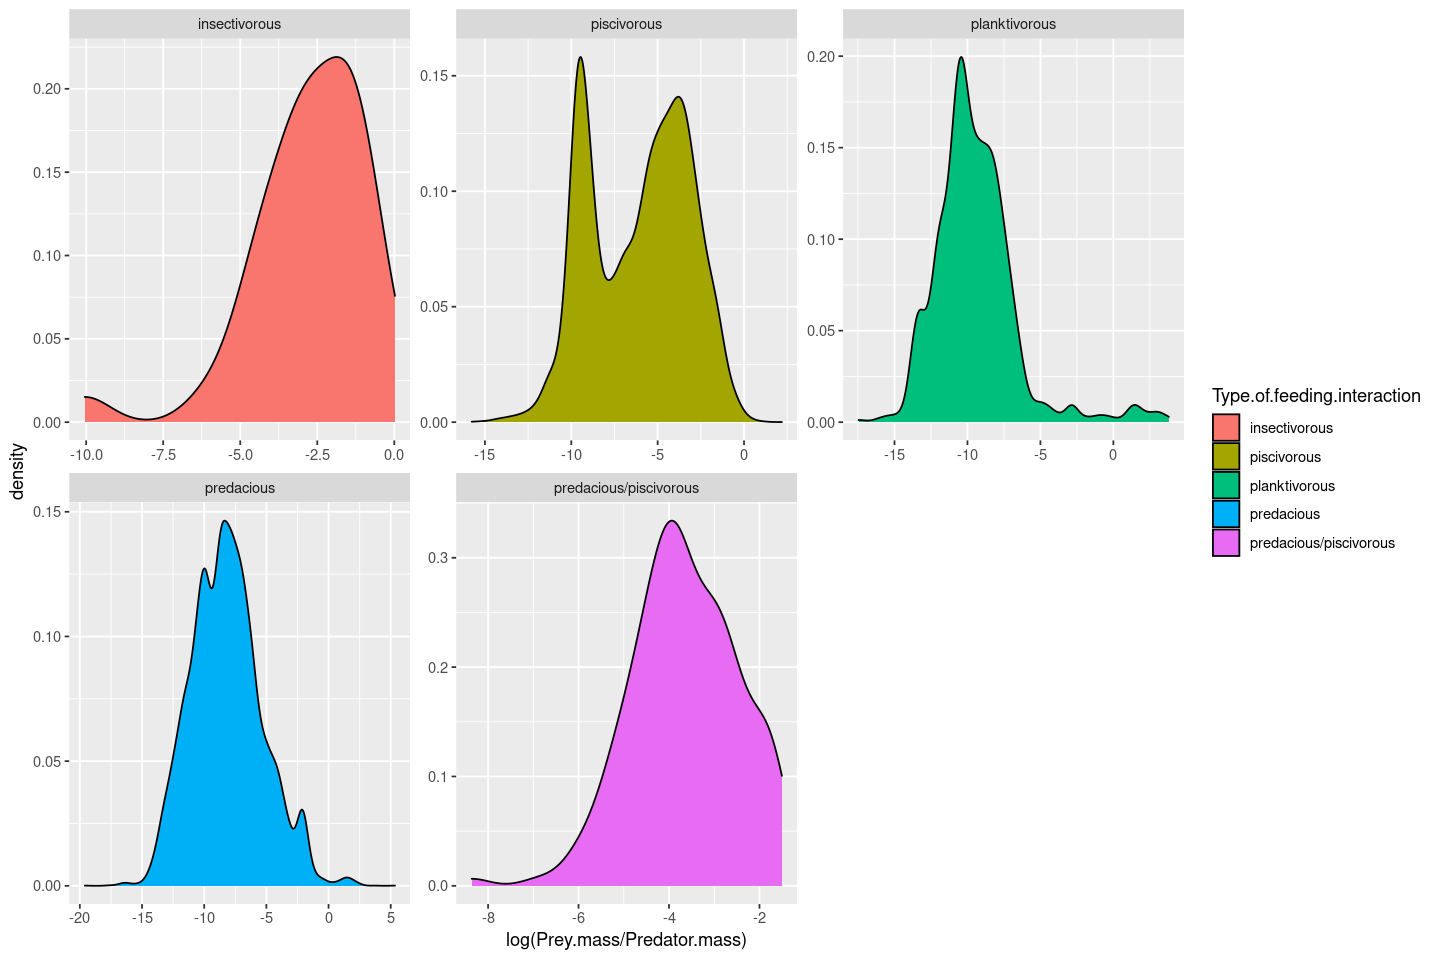 insectivorous
piscivorous
planktivorous
0.20
0.15
0.10
0.05
0.00
-10.0 -7.5 -5.0 -2.5 0.0
0.15
0.10
0.05
0.00
-15 -10 -5 0
0.20
0.15
0.10
0.05
0.00
-15 -10 -5 0
density
predacious
predacious/piscivorous
0.15
0.10
0.05
0.00
-20 -15 -10 -5 0 5
0.3
0.2
0.1
0.0
-8 -6 -4 -2
log(Prey.mass/Predator.mass)
Type.of.feeding.interaction
insectivorous
piscivorous
planktivorous
predacious
predacious/piscivorous